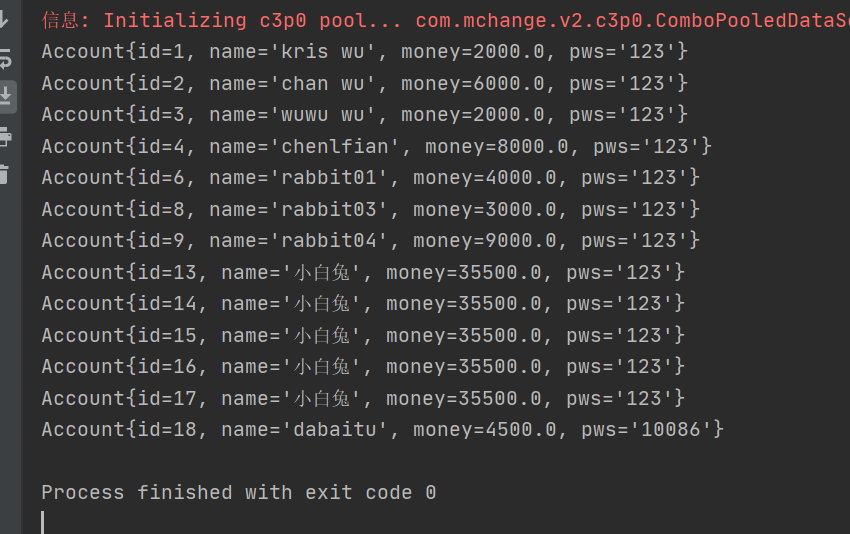 信息: Initializing c3p0 pool... com.mchange.v2.c3p0.ComboPooledDataS
Account{id=1, name='kris wu', money=2000.0, pws='123'}
Account{id=2, name='chan wu', money=6000.0, pws='123'}
Account{id=3, name='wuwu wu', money=2000.0, pws='123'}
Account{id=4, name='chenlfian', money=8000.0, pws='123'}
Account{id=6, name='rabbit01', money=4000.0, pws='123'}
Account{id=8, name='rabbit03', money=3000.0, pws='123'}
Account{id=9, name='rabbit04', money=9000.0, pws='123'}
Account{id=13, name='小白兔', money=35500.0, pws='123'}
Account{id=14, name='小白兔', money=35500.0, pws='123'}
Account{id=15, name='小白兔', money=35500.0, pws='123'}
Account{id=16, name='小白兔', money=35500.0, pws='123'}
Account{id=17, name='小白兔', money=35500.0, pws='123'}
Account{id=18, name='dabaitu', money=4500.0, pws='10086'}
Process finished with exit code 0